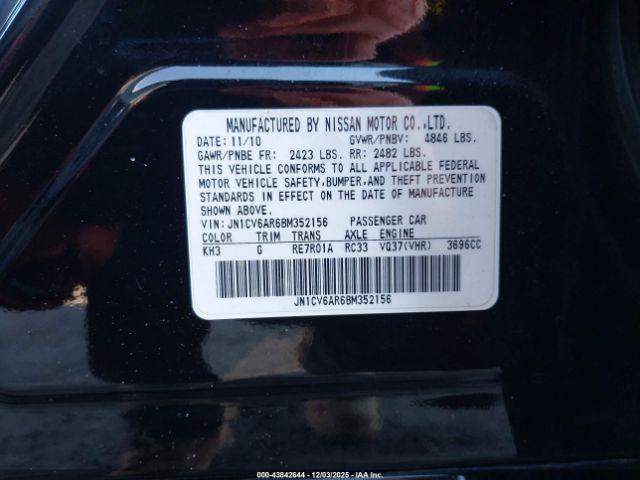 MANUFACTURED BY NISSAN MOTOR CO.,LTD.
DATE: 11/10 GVWR/PNBV: 4846 LBS.
GAWR/PNBE FR: 2423 LBS. RR: 2482 LBS.
THIS VEHICLE CONFORMS TO ALL APPLICABLE FEDERAL
MOTOR VEHICLE SAFETY, BUMPER, AND THEFT PREVENTION
STANDARDS IN EFFECT ON THE DATE OF MANUFACTURE
SHOWN ABOVE.
VIN: JN1CV6AR6BM352156 PASSENGER CAR
COLOR TRIM TRANS AXLE ENGINE
KH3 G RE7R01A RC33 VQ37(VHR) 3696CC
JN1CV6AR6BM352156
000-43842644 - 12/03/2025 - IAA Inc.